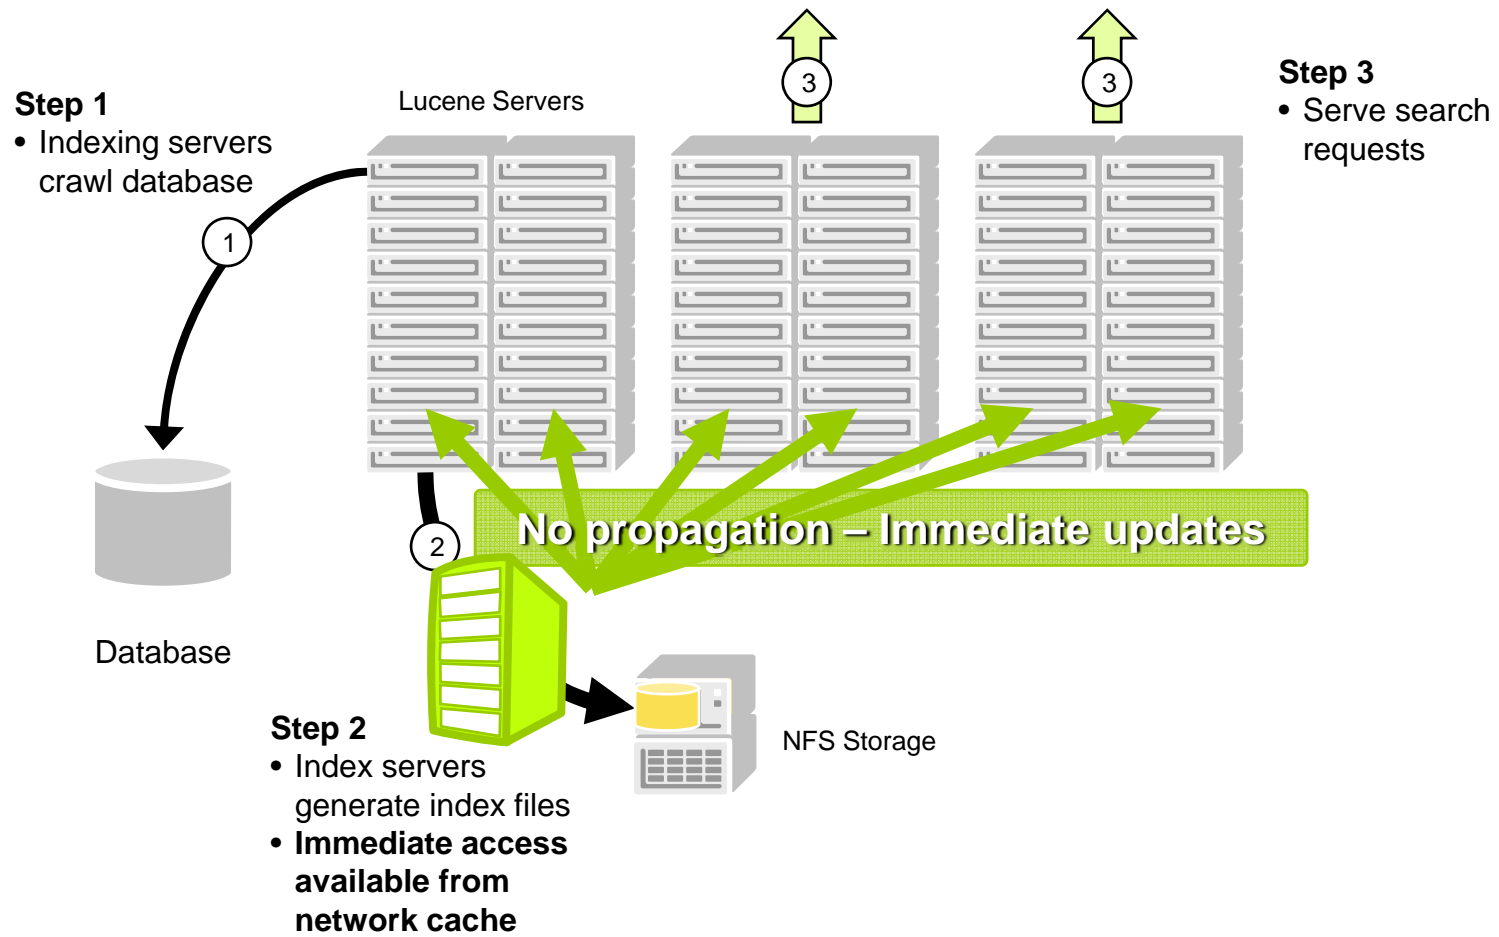 Step 1
• Indexing servers
crawl database
Lucene Servers
3
3
Step 3
• Serve search
requests
1
2
No propagation – Immediate updates
Database
Step 2
• Index servers
generate index files
• Immediate access
available from
network cache
NFS Storage